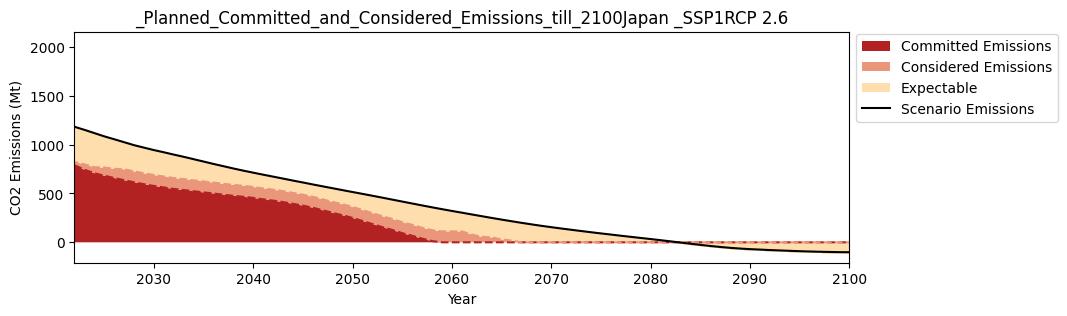 _Planned_Committed_and_Considered_Emissions_till_2100Japan _SSP1RCP 2.6
2000
1500
1000
500
0
CO2 Emissions (Mt)
2030 2040 2050 2060 2070 2080 2090 2100
Year
Committed Emissions
Considered Emissions
Expectable
Scenario Emissions